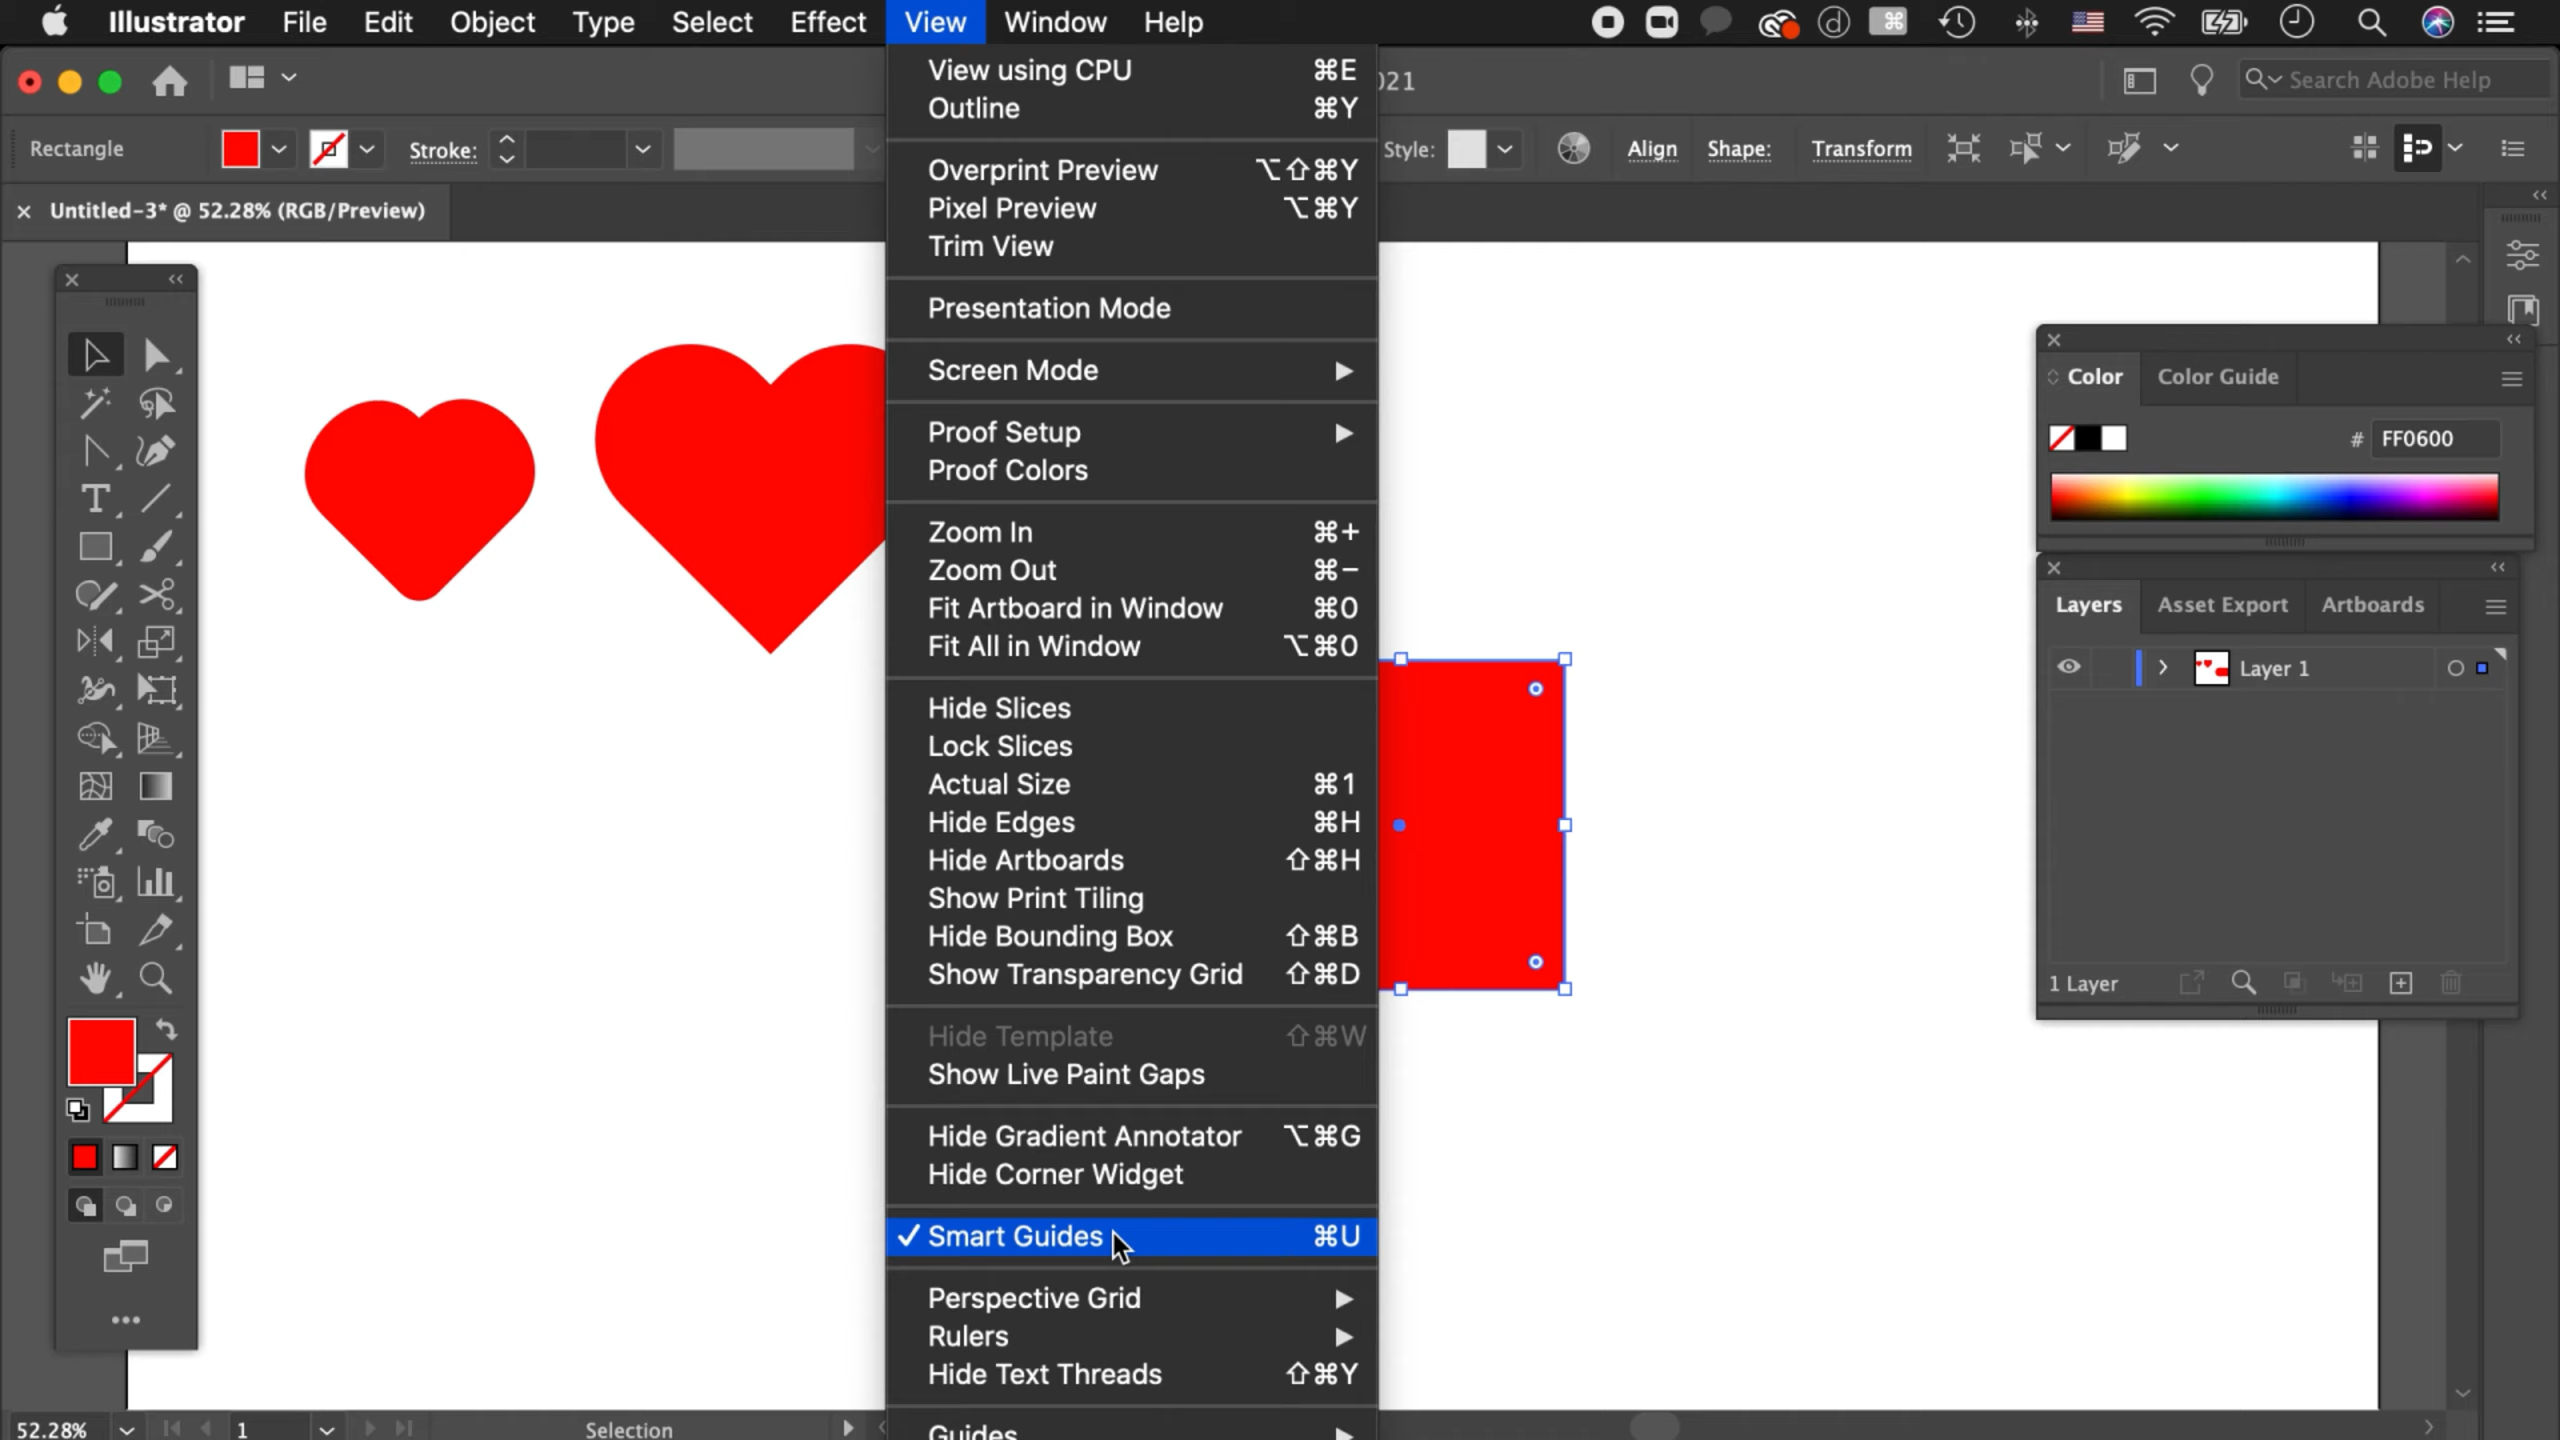 Illustrator File Edit Object Type Select Effect View Window Help
021
Search Adobe Help
Rectangle Stroke: Style: Align Shape: Transform
× Untitled-3* @ 52.28% (RGB/Preview)
View using CPU ⌘E
Outline ⌘Y
Overprint Preview ⌥⇧⌘Y
Pixel Preview ⌥⌘Y
Trim View
Presentation Mode
Screen Mode
Proof Setup
Proof Colors
Zoom In ⌘+
Zoom Out ⌘−
Fit Artboard in Window ⌘0
Fit All in Window ⌥⌘0
Hide Slices
Lock Slices
Actual Size ⌘1
Hide Edges ⌘H
Hide Artboards ⇧⌘H
Show Print Tiling
Hide Bounding Box ⇧⌘B
Show Transparency Grid ⇧⌘D
Hide Template ⇧⌘W
Show Live Paint Gaps
Hide Gradient Annotator ⌥⌘G
Hide Corner Widget
✓ Smart Guides ⌘U
Perspective Grid
Rulers
Hide Text Threads ⇧⌘Y
Guides
Color Color Guide
# FF0600
Layers Asset Export Artboards
Layer 1
1 Layer
52.28% 1 Selection